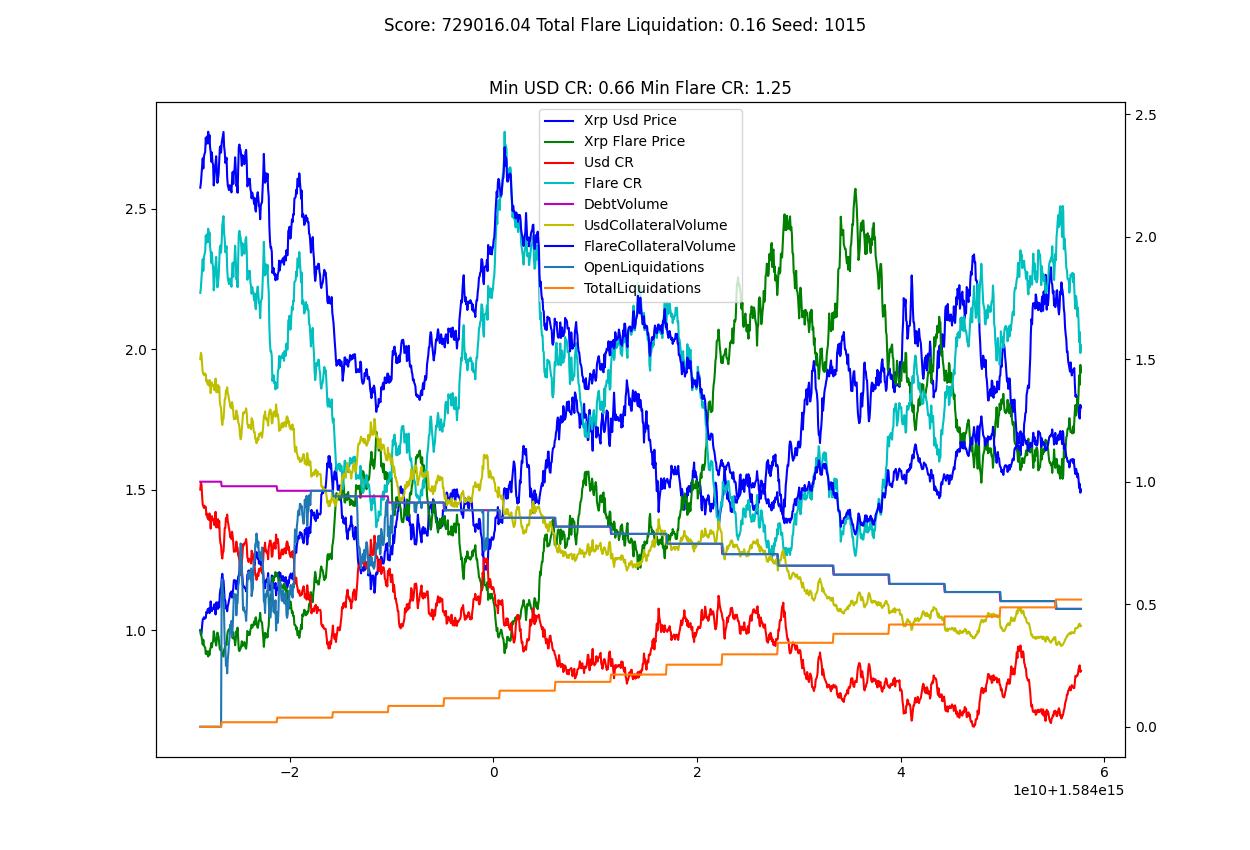 Score: 729016.04 Total Flare Liquidation: 0.16 Seed: 1015
Min USD CR: 0.66 Min Flare CR: 1.25
Xrp Usd Price
Xrp Flare Price
Usd CR
Flare CR
DebtVolume
UsdCollateralVolume
FlareCollateralVolume
OpenLiquidations
TotalLiquidations
2.5
2.0
1.5
1.0
2.5
2.0
1.5
1.0
0.5
0.0
−2
0
2
4
6
1e10+1.584e15